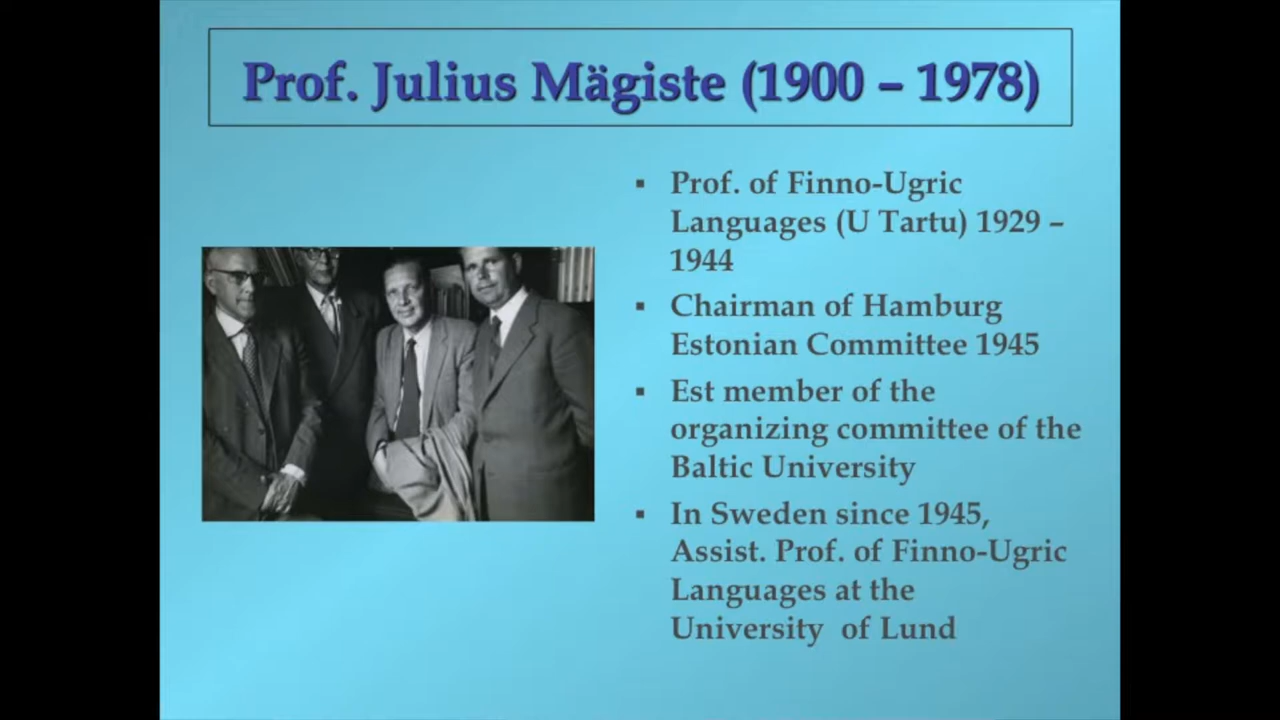 Prof. Julius Mägiste (1900 – 1978)
▪ Prof. of Finno-Ugric
Languages (U Tartu) 1929 –
1944
▪ Chairman of Hamburg
Estonian Committee 1945
▪ Est member of the
organizing committee of the
Baltic University
▪ In Sweden since 1945,
Assist. Prof. of Finno-Ugric
Languages at the
University of Lund